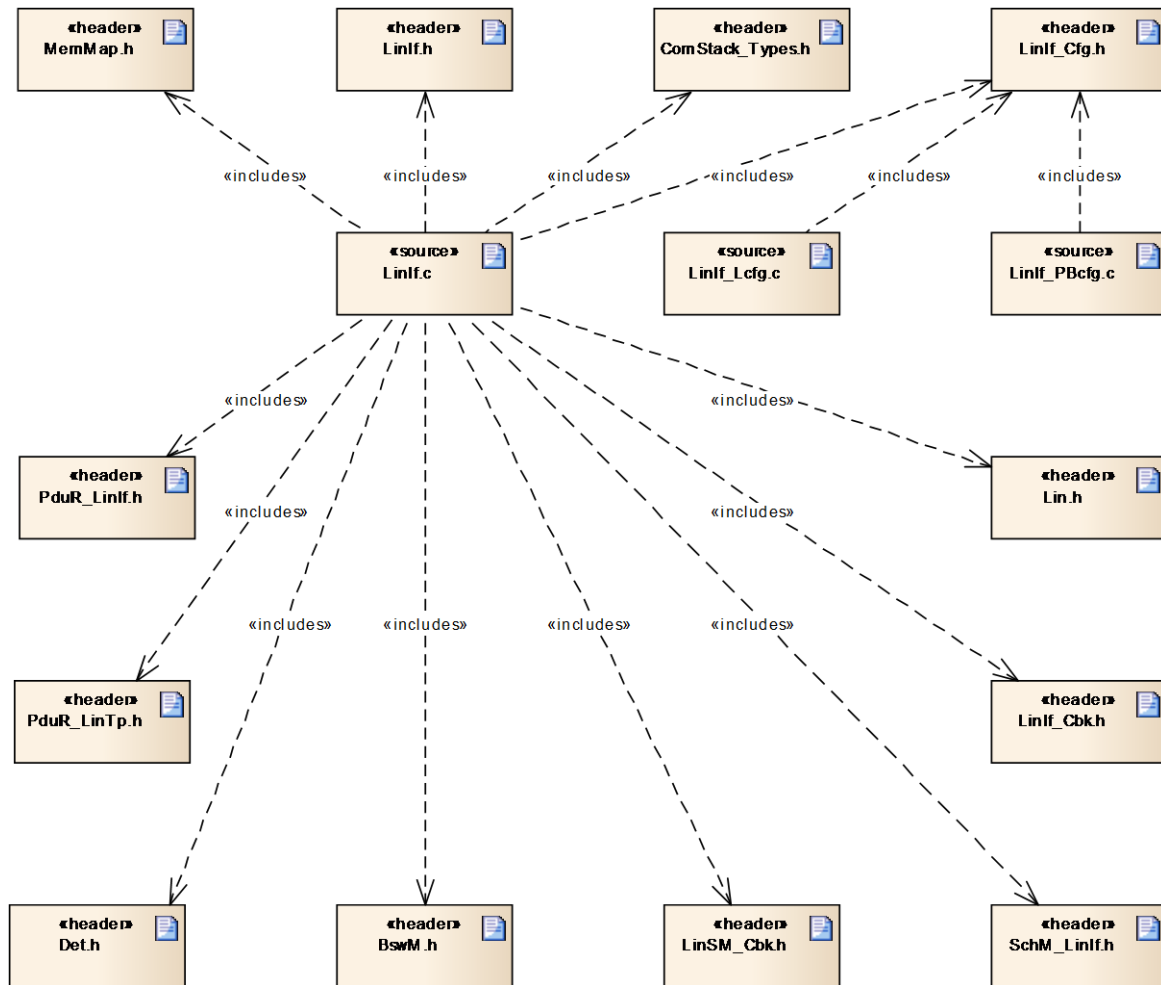 «header» «header» «header» «header»
MemMap.h LinIf.h ComStack_Types.h LinIf_Cfg.h
«includes» «includes» «includes» «includes» «includes» «includes»
«source» «source» «source»
LinIf.c LinIf_Lcfg.c LinIf_PBcfg.c
«includes» «includes»
«header» «header»
PduR_LinIf.h Lin.h
«includes» «includes»
«includes» «includes» «includes» «includes»
«header» «header»
PduR_LinTp.h LinIf_Cbk.h
«header» «header» «header» «header»
Det.h BswM.h LinSM_Cbk.h SchM_LinIf.h